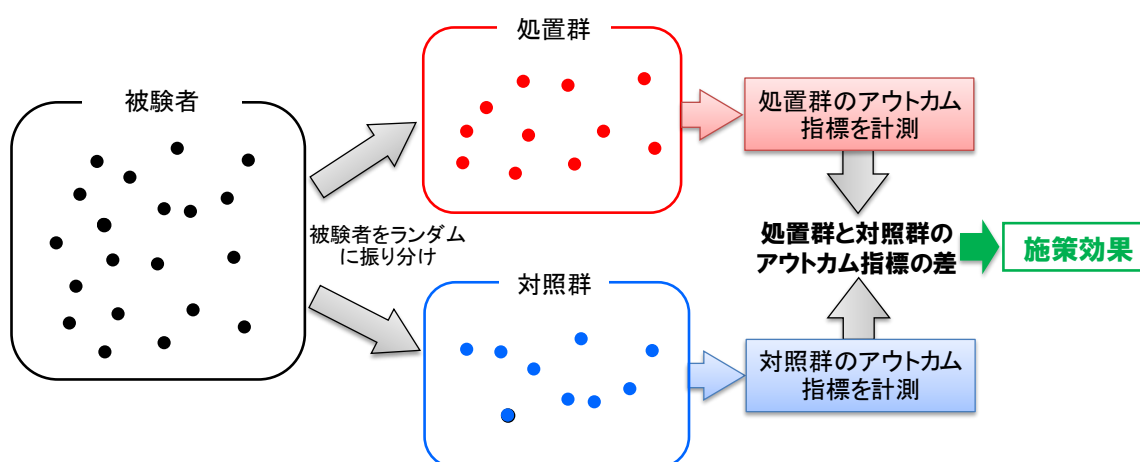 被験者
処置群
被験者をランダム
に振り分け
対照群
処置群のアウトカム
指標を計測
処置群と対照群の
アウトカム指標の差
施策効果
対照群のアウトカム
指標を計測